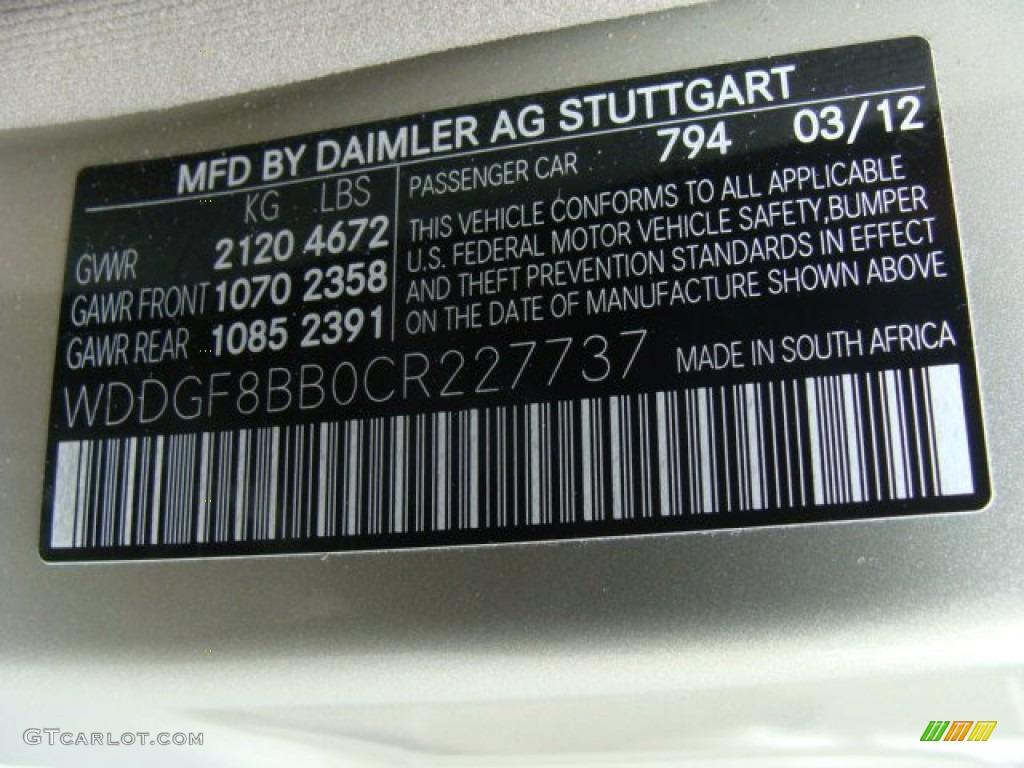 MFD BY DAIMLER AG STUTTGART
KG LBS
GVWR 2120 4672
GAWR FRONT 1070 2358
GAWR REAR 1085 2391
PASSENGER CAR 794 03/12
THIS VEHICLE CONFORMS TO ALL APPLICABLE
U.S. FEDERAL MOTOR VEHICLE SAFETY,BUMPER
AND THEFT PREVENTION STANDARDS IN EFFECT
ON THE DATE OF MANUFACTURE SHOWN ABOVE
WDDGF8BB0CR227737 MADE IN SOUTH AFRICA
GTCARLOT.COM